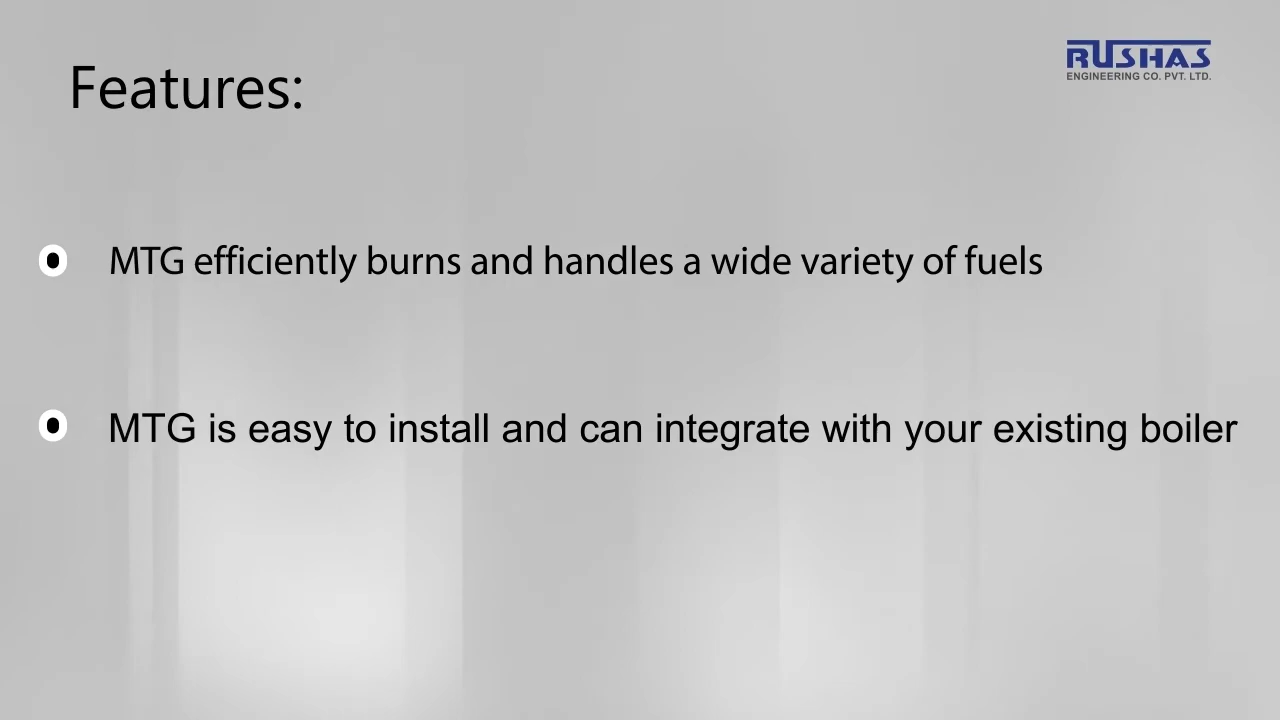 RUSHAS
ENGINEERING CO. PVT. LTD.
Features:
MTG efficiently burns and handles a wide variety of fuels
MTG is easy to install and can integrate with your existing boiler